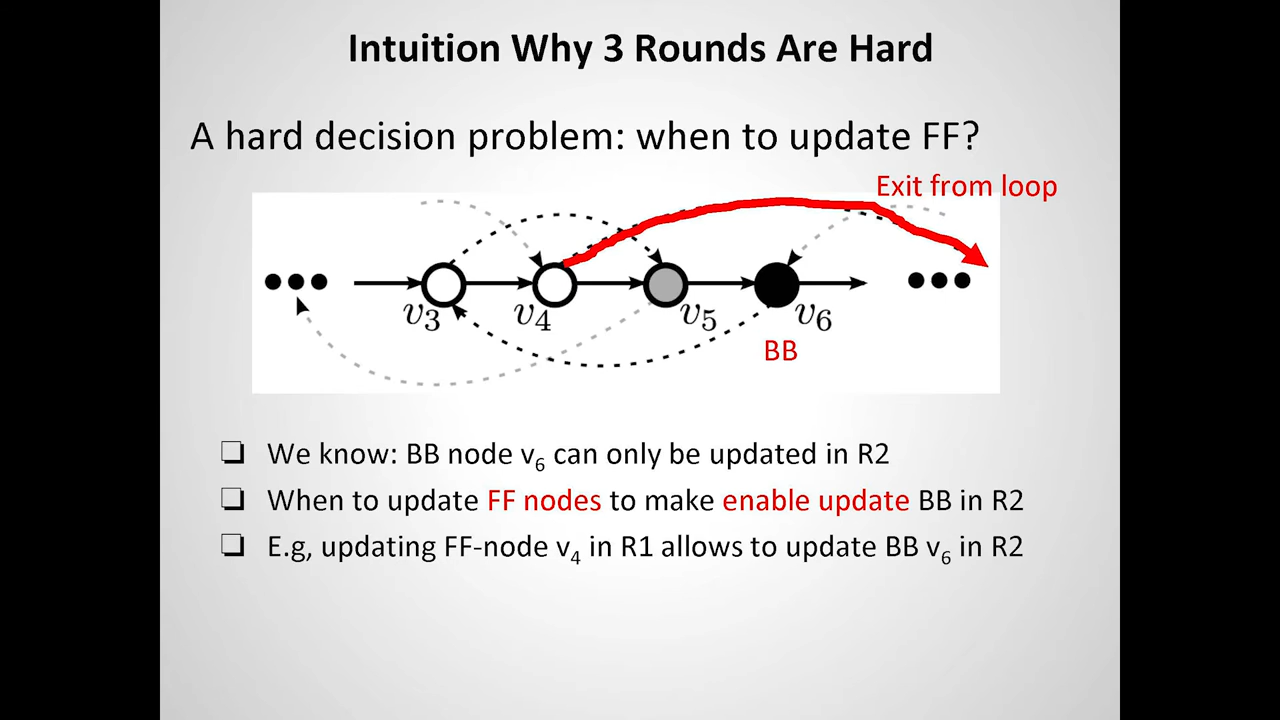 Intuition Why 3 Rounds Are Hard
A hard decision problem: when to update FF?
Exit from loop
v3 v4 v5 v6
BB
❏ We know: BB node v6 can only be updated in R2
❏ When to update FF nodes to make enable update BB in R2
❏ E.g, updating FF-node v4 in R1 allows to update BB v6 in R2